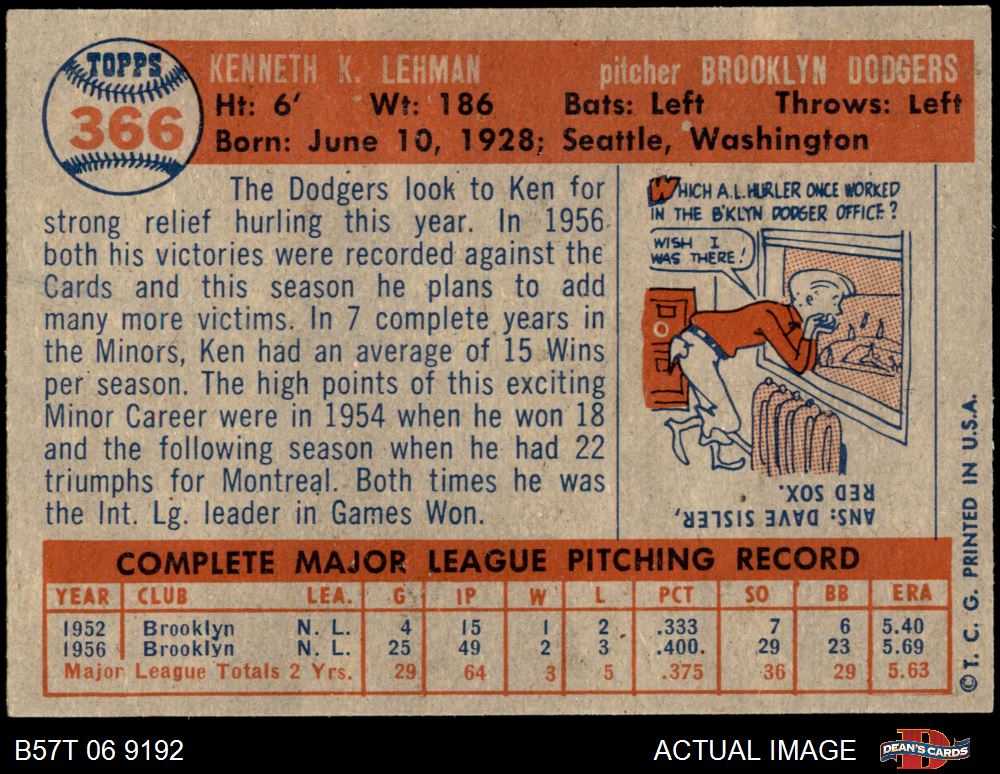 TOPPS
366
KENNETH K. LEHMAN pitcher BROOKLYN DODGERS
Ht: 6' Wt: 186 Bats: Left Throws: Left
Born: June 10, 1928; Seattle, Washington
The Dodgers look to Ken for
strong relief hurling this year. In 1956
both his victories were recorded against the
Cards and this season he plans to add
many more victims. In 7 complete years in
the Minors, Ken had an average of 15 Wins
per season. The high points of this exciting
Minor Career were in 1954 when he won 18
and the following season when he had 22
triumphs for Montreal. Both times he was
the Int. Lg. leader in Games Won.
WHICH A.L. HURLER ONCE WORKED
IN THE B'KLYN DODGER OFFICE?
WISH I
WAS THERE!
ANS: DAVE SISLER,
RED SOX.
© T. C. G. PRINTED IN U.S.A.
COMPLETE MAJOR LEAGUE PITCHING RECORD
YEAR CLUB LEA. G IP W L PCT SO BB ERA
1952 Brooklyn N. L. 4 15 1 2 .333 7 6 5.40
1956 Brooklyn N. L. 25 49 2 3 .400. 29 23 5.69
Major League Totals 2 Yrs. 29 64 3 5 .375 36 29 5.63
B57T 06 9192 ACTUAL IMAGE DEAN'S CARDS